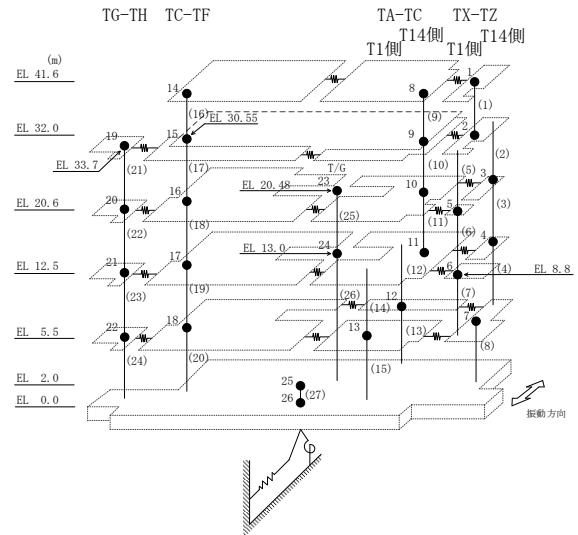 TG-TH TC-TF TA-TC TX-TZ
T1側 T14側 T1側 T14側
(m)
EL 41.6
14 8 1
(16) (9) (1)
EL 32.0
EL 30.55
19 15 9 2
EL 33.7
(21) (17) (10) (2)
T/G
EL 20.48 23
16 10 (5) 3
EL 20.6
20 (25) (11) 5 (3)
(22) (18)
EL 13.0 24 11 (6) 4
EL 12.5
21 17 (12) 6 (4) EL 8.8
(23) (19) (26) (14) 12 (7)
EL 5.5
22 18 13 (13) 7
(24) (20) (15) (8)
EL 2.0
25
EL 0.0
26 (27)
振動方向